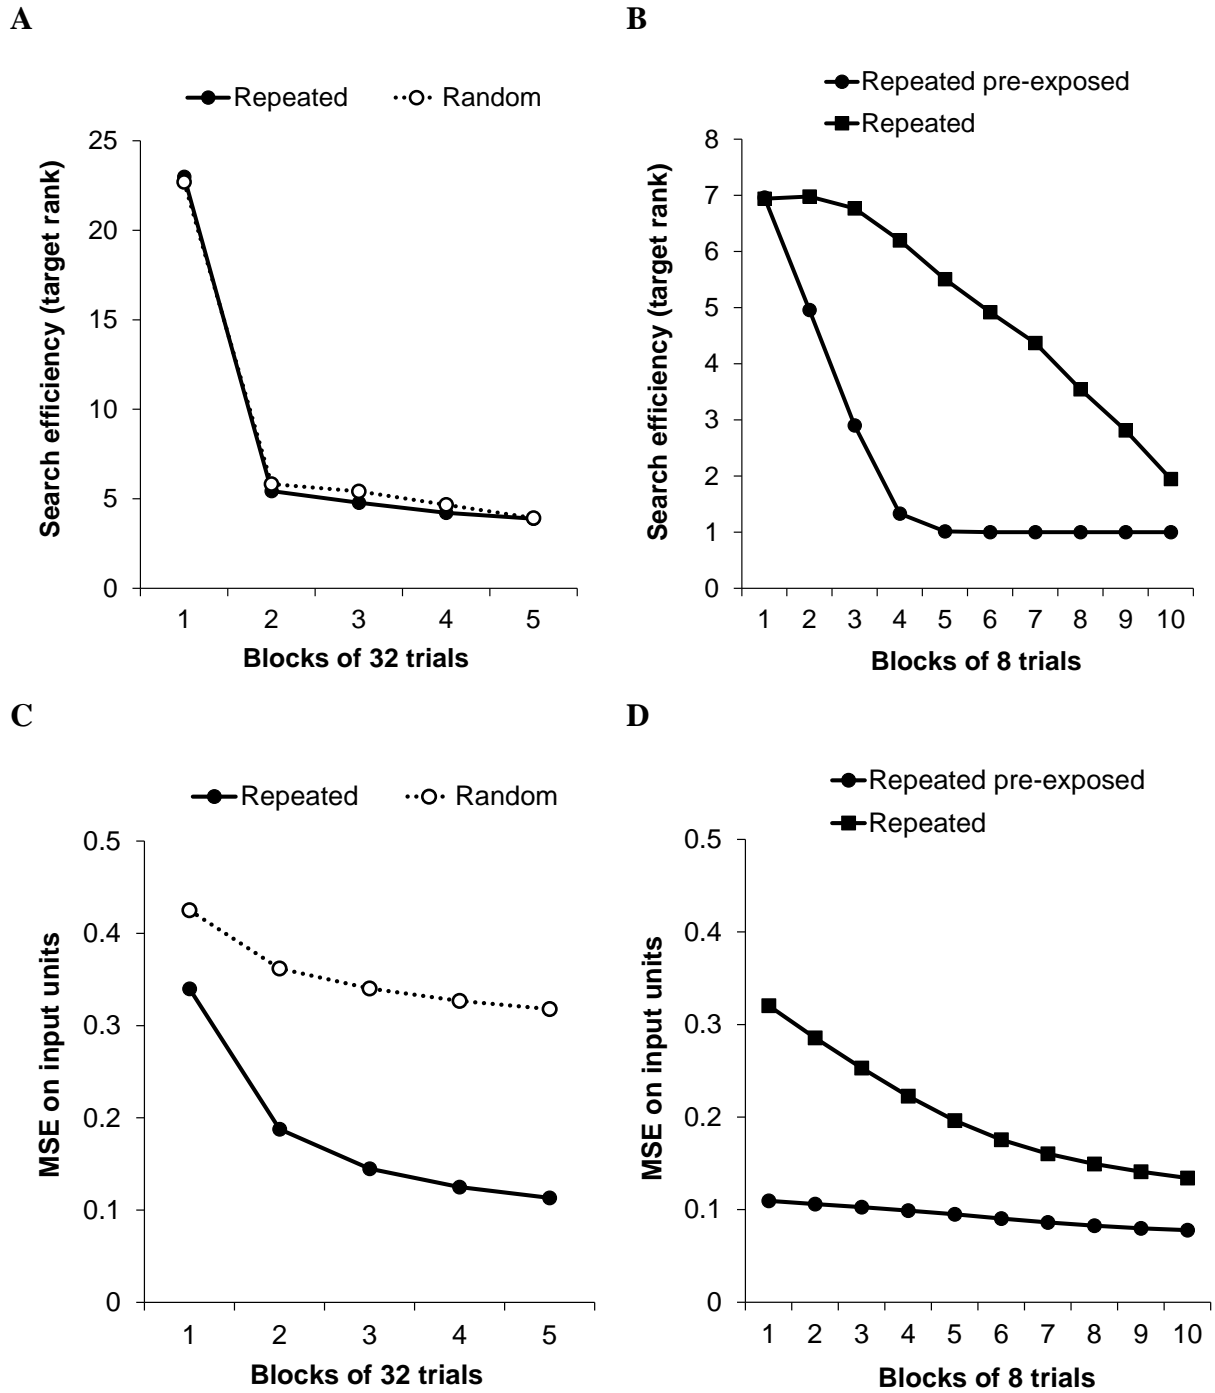 A
Repeated Random
Search efficiency (target rank)
25
20
15
10
5
0
1 2 3 4 5
Blocks of 32 trials
B
Repeated pre-exposed
Repeated
Search efficiency (target rank)
8
7
6
5
4
3
2
1
0
1 2 3 4 5 6 7 8 9 10
Blocks of 8 trials
C
Repeated Random
MSE on input units
0.5
0.4
0.3
0.2
0.1
0
1 2 3 4 5
Blocks of 32 trials
D
Repeated pre-exposed
Repeated
MSE on input units
0.5
0.4
0.3
0.2
0.1
0
1 2 3 4 5 6 7 8 9 10
Blocks of 8 trials